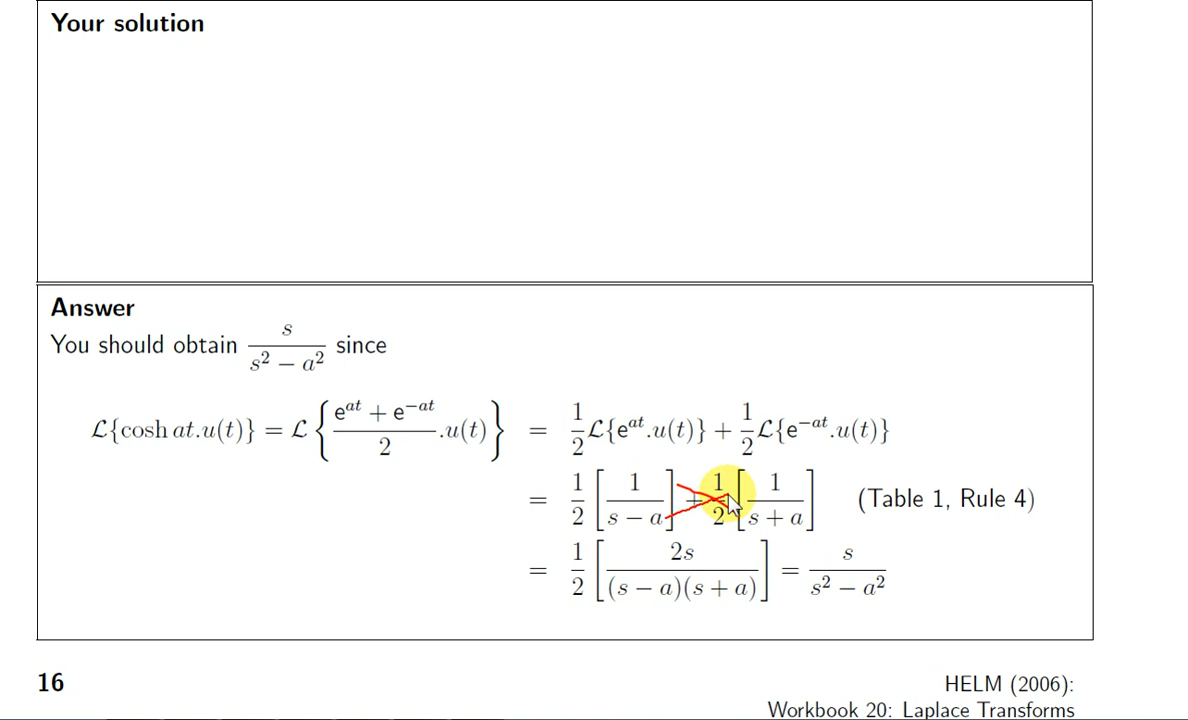 Your solution
Answer
You should obtain s/(s² − a²) since
ℒ{cosh at.u(t)} = ℒ{(e^{at} + e^{−at})/2 .u(t)} = 1/2 ℒ{e^{at}.u(t)} + 1/2 ℒ{e^{−at}.u(t)}
= 1/2 [1/(s − a)] + 1/2 [1/(s + a)] (Table 1, Rule 4)
= 1/2 [2s/((s − a)(s + a))] = s/(s² − a²)
16
HELM (2006):
Workbook 20: Laplace Transforms